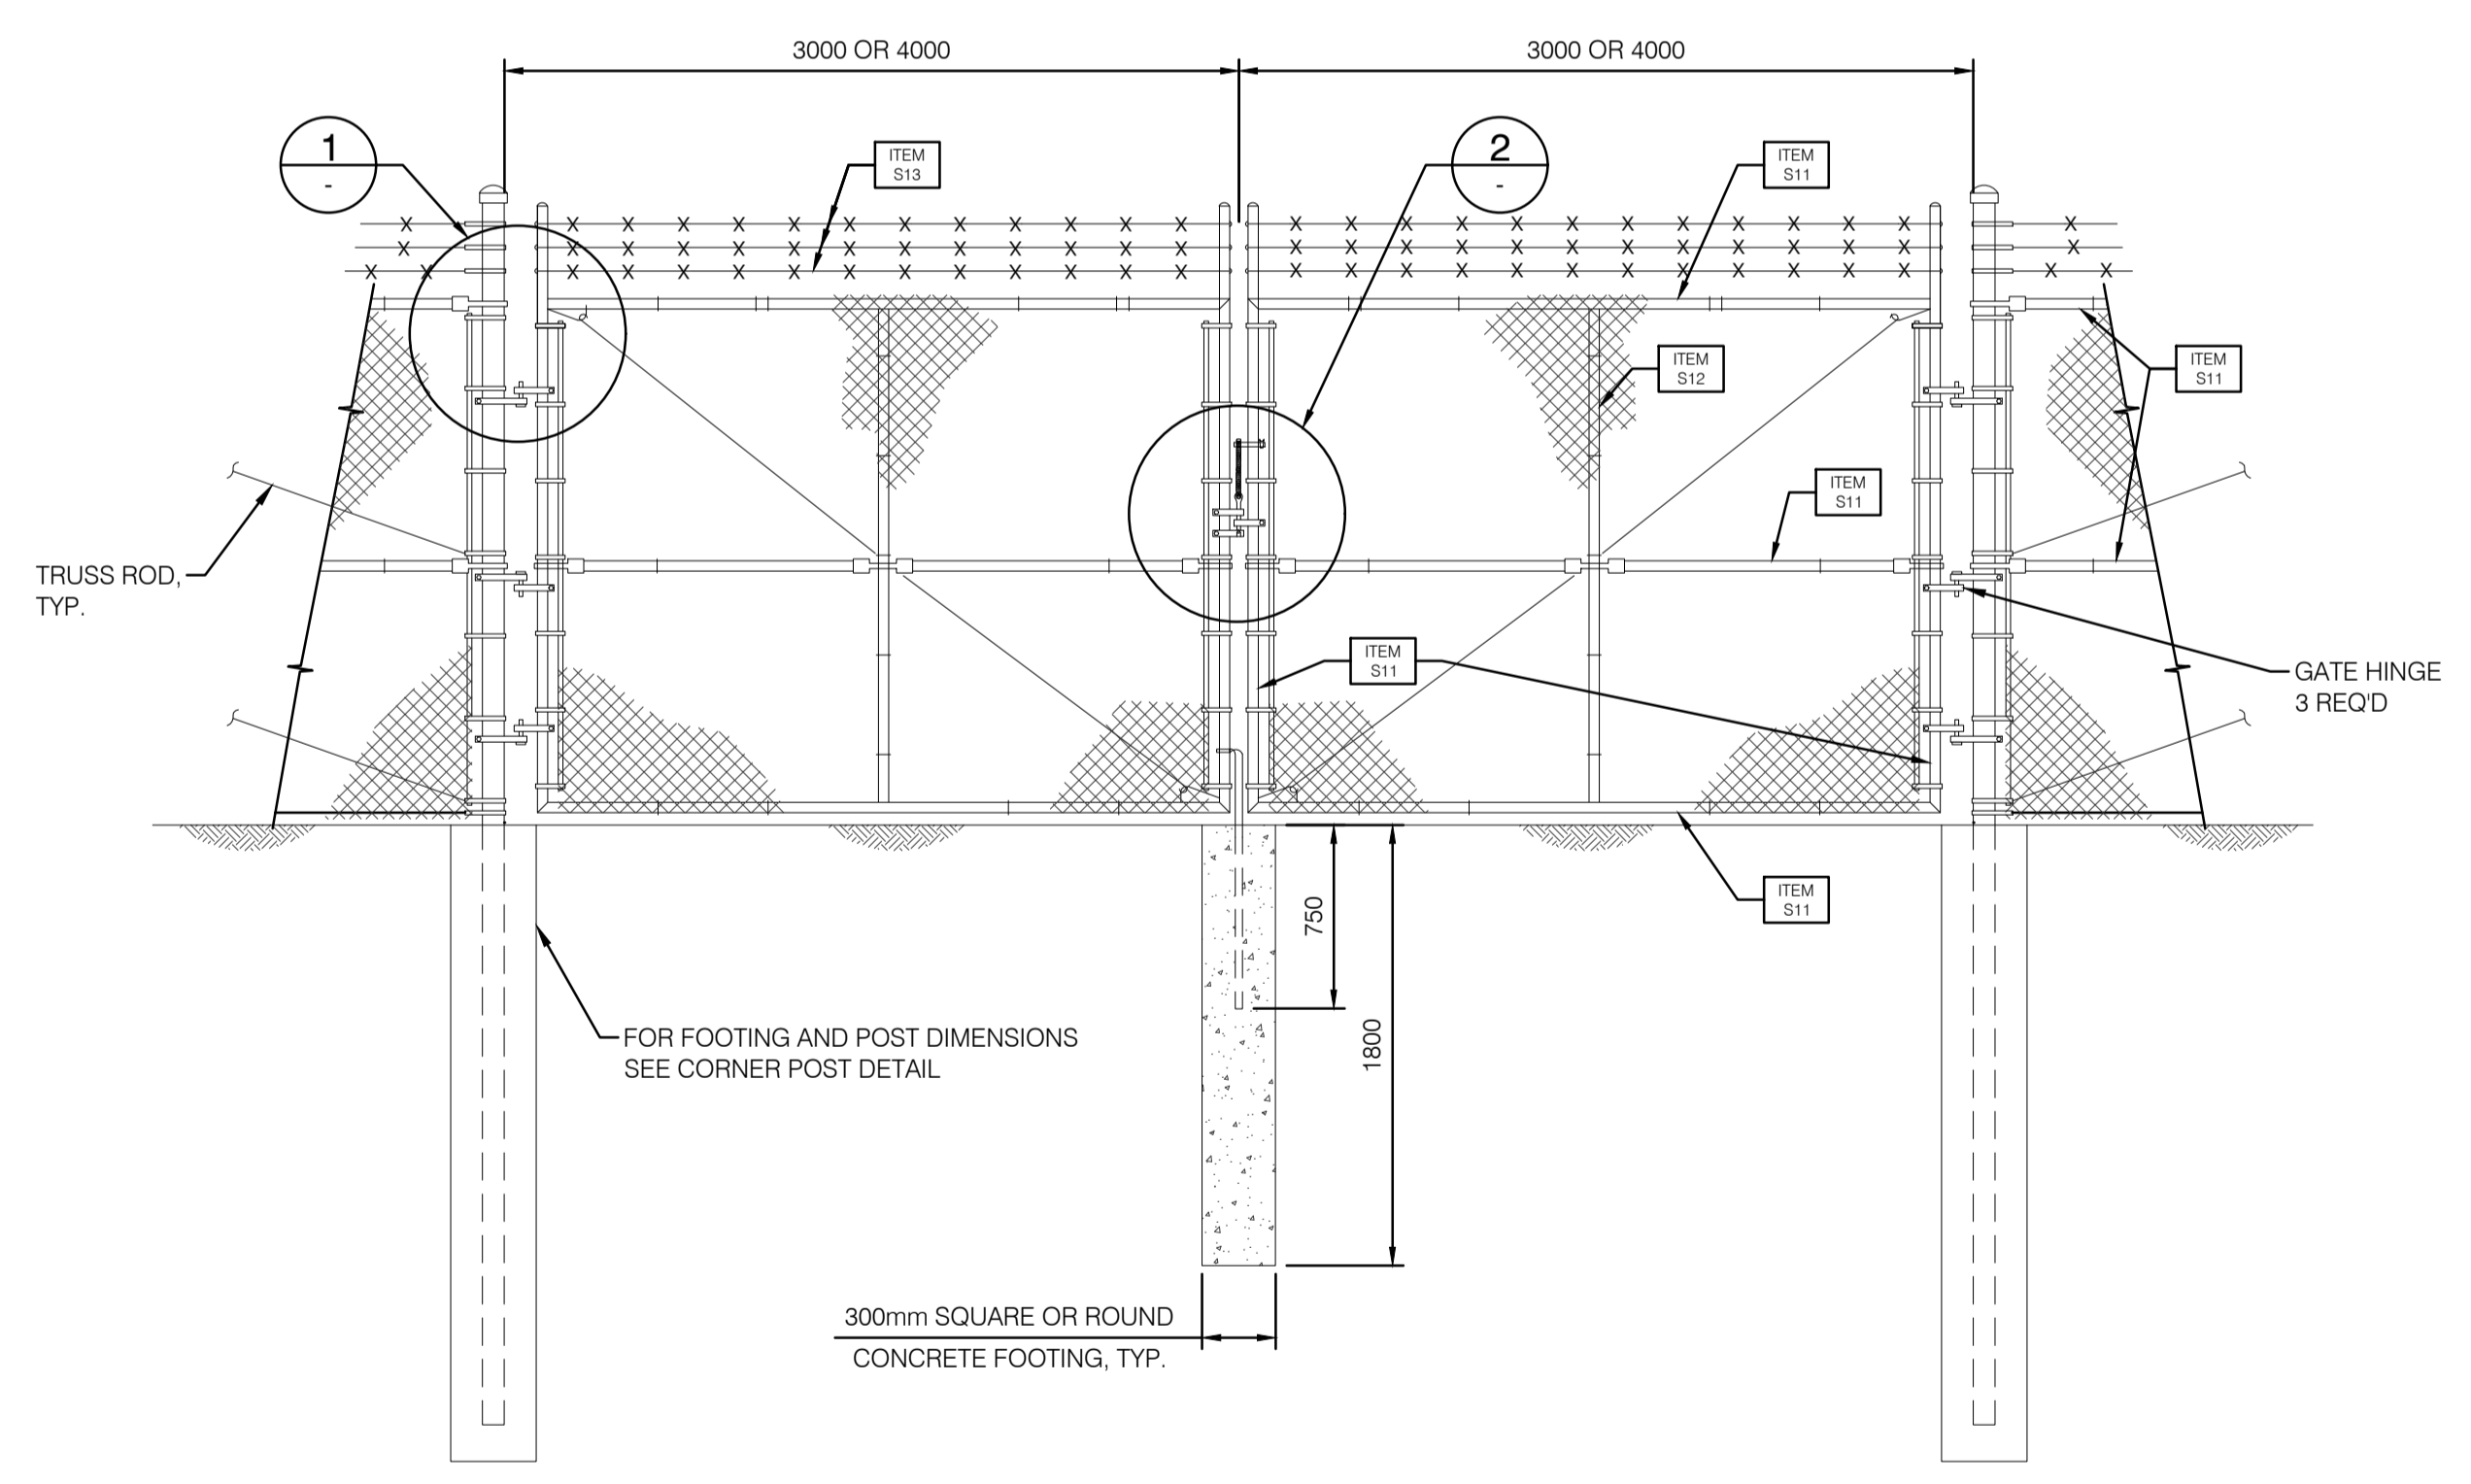 3000 OR 4000
3000 OR 4000
1
-
ITEM
S13
2
-
ITEM
S11
X X X X X X X X X X X X X X X X X X X X X X X X X X
X X X X X X X X X X X X X X X X X X X X X X X X X X
X X X X X X X X X X X X X X X X X X X X X X X X X X X X
ITEM
S12
ITEM
S11
ITEM
S11
TRUSS ROD,
TYP.
ITEM
S11
GATE HINGE
3 REQ'D
ITEM
S11
750
1800
FOR FOOTING AND POST DIMENSIONS
SEE CORNER POST DETAIL
300mm SQUARE OR ROUND
CONCRETE FOOTING, TYP.